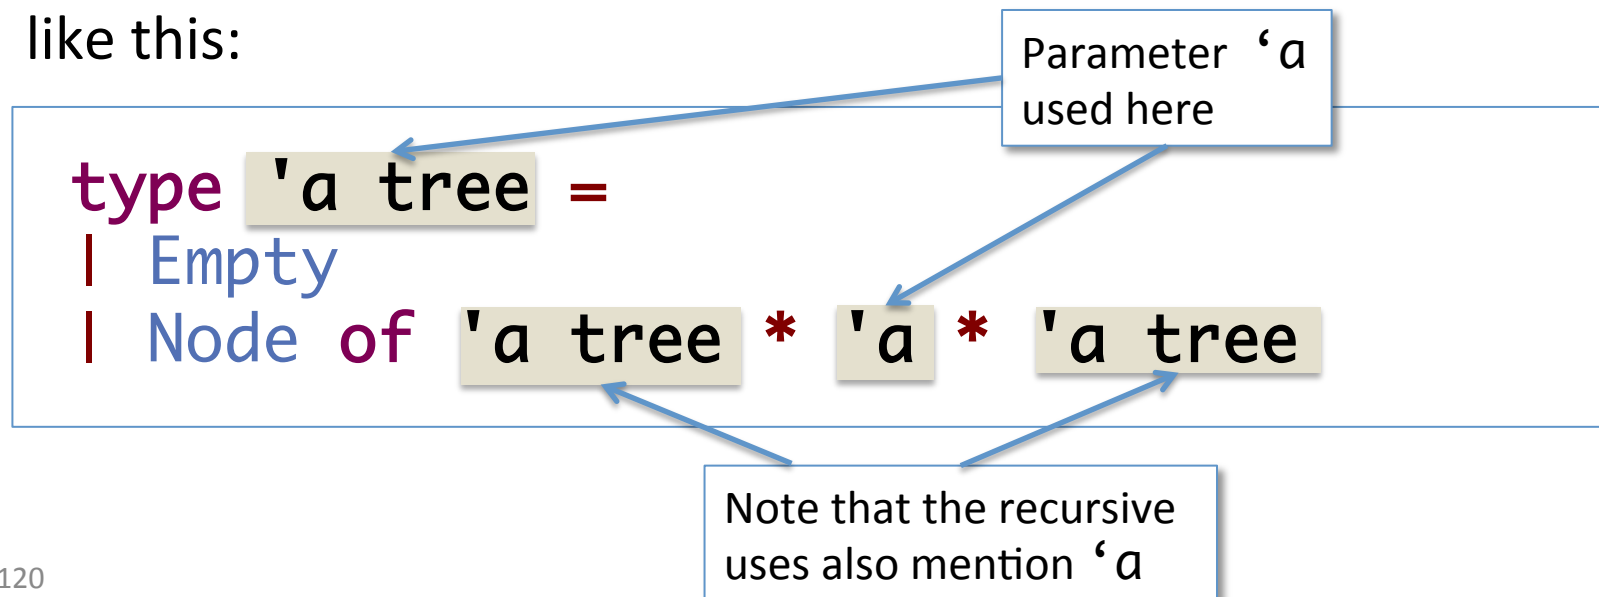 like this:
Parameter ‘a
used here
type 'a tree =
| Empty
| Node of 'a tree * 'a * 'a tree
Note that the recursive
uses also mention ‘a
120